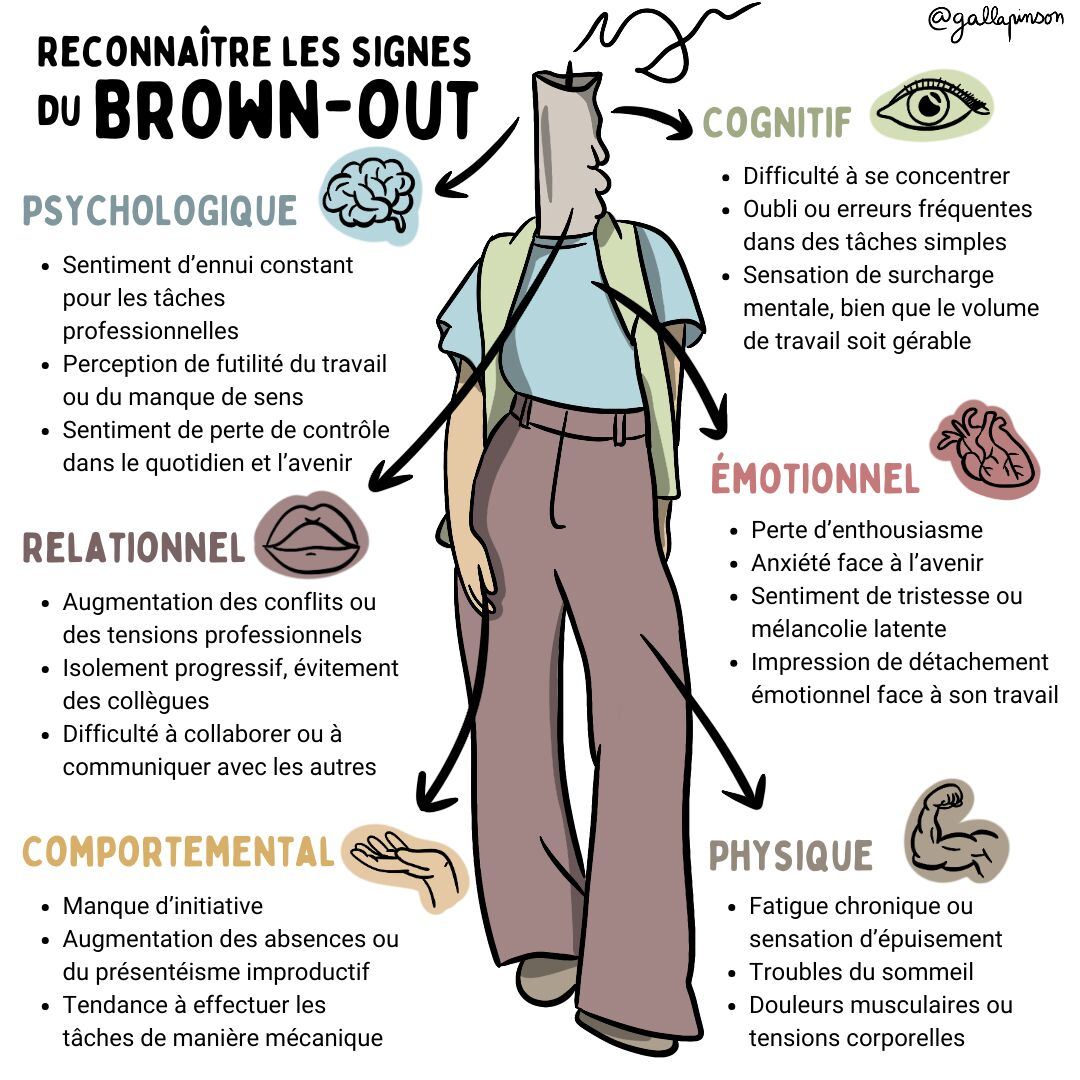 @gallapinson
RECONNAÎTRE LES SIGNES
DU BROWN-OUT
PSYCHOLOGIQUE
• Sentiment d'ennui constant
pour les tâches
professionnelles
• Perception de futilité du travail
ou du manque de sens
• Sentiment de perte de contrôle
dans le quotidien et l'avenir
RELATIONNEL
• Augmentation des conflits ou
des tensions professionnels
• Isolement progressif, évitement
des collègues
• Difficulté à collaborer ou à
communiquer avec les autres
COMPORTEMENTAL
• Manque d'initiative
• Augmentation des absences ou
du présentéisme improductif
• Tendance à effectuer les
tâches de manière mécanique
COGNITIF
• Difficulté à se concentrer
• Oubli ou erreurs fréquentes
dans des tâches simples
• Sensation de surcharge
mentale, bien que le volume
de travail soit gérable
ÉMOTIONNEL
• Perte d'enthousiasme
• Anxiété face à l'avenir
• Sentiment de tristesse ou
mélancolie latente
• Impression de détachement
émotionnel face à son travail
PHYSIQUE
• Fatigue chronique ou
sensation d'épuisement
• Troubles du sommeil
• Douleurs musculaires ou
tensions corporelles